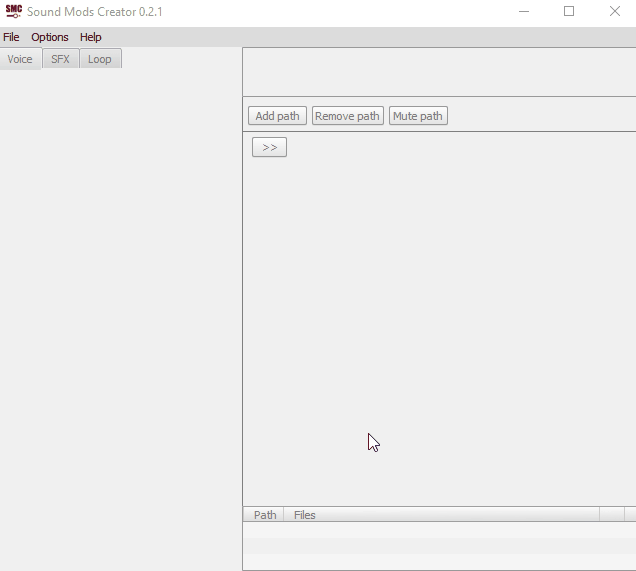 SMC Sound Mods Creator 0.2.1
File Options Help
Voice SFX Loop
Add path Remove path Mute path
>>
Path Files